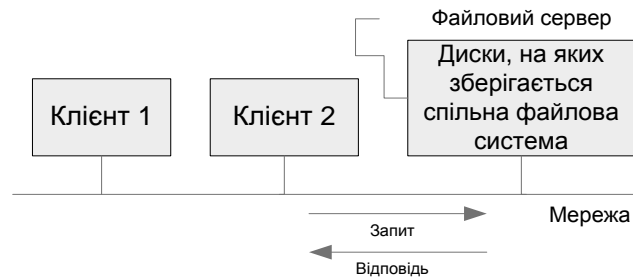 Файловий сервер
Клієнт 1
Клієнт 2
Диски, на яких
зберігається
спільна файлова
система
Мережа
Запит
Відповідь